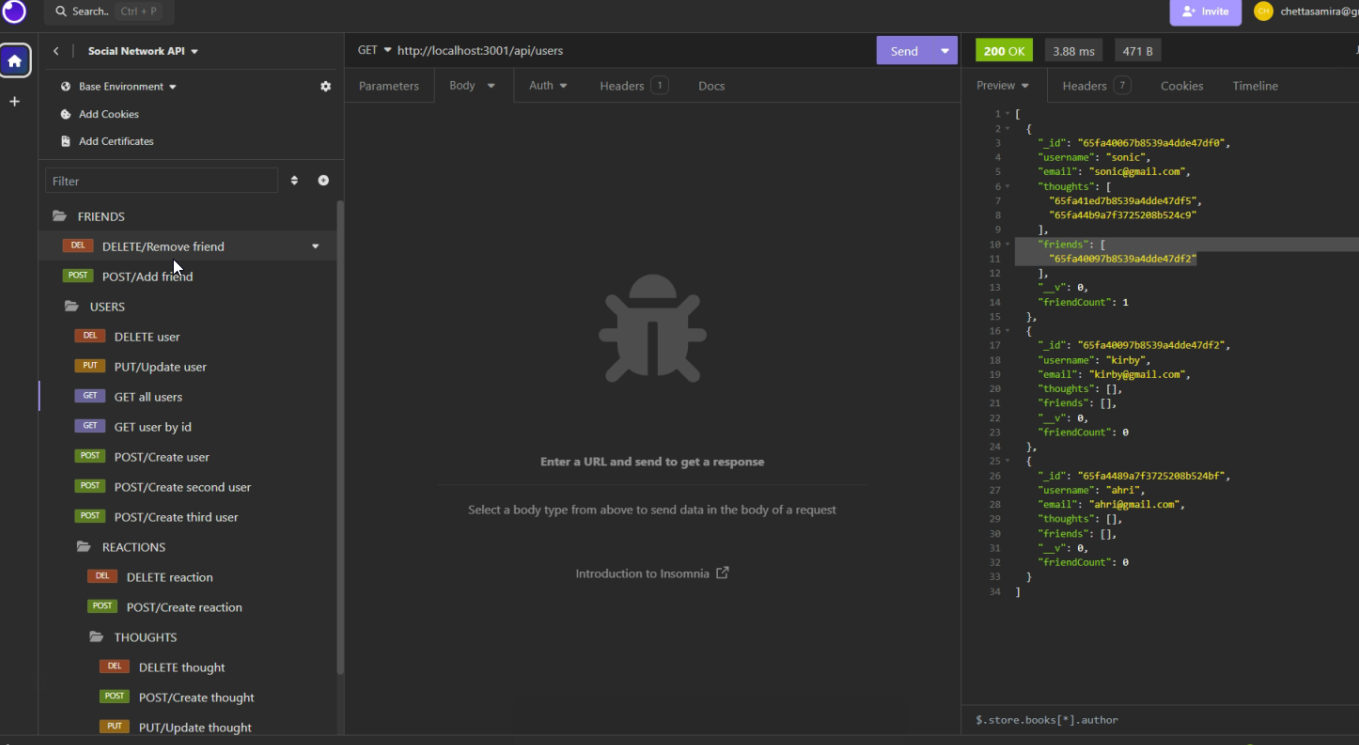 Search.. Ctrl + P
Invite
CH
Social Network API
Base Environment
Add Cookies
Add Certificates
Filter
FRIENDS
DEL DELETE/Remove friend
POST POST/Add friend
USERS
DEL DELETE user
PUT PUT/Update user
GET GET all users
GET GET user by id
POST POST/Create user
POST POST/Create second user
POST POST/Create third user
REACTIONS
DEL DELETE reaction
POST POST/Create reaction
THOUGHTS
DEL DELETE thought
POST POST/Create thought
PUT PUT/Update thought
GET http://localhost:3001/api/users
Send
Parameters Body Auth Headers 1 Docs
Enter a URL and send to get a response
Select a body type from above to send data in the body of a request
Introduction to Insomnia
200 OK 3.88 ms 471 B
Preview Headers 7 Cookies Timeline
1 [
2 {
3 "_id": "65fa40067b8539a4dde47df0",
4 "username": "sonic",
5 "email": "sonic@gmail.com",
6 "thoughts": [
7 "65fa41ed7b8539a4dde47df5",
8 "65fa44b9a7f3725208b524c9"
9 ],
10 "friends": [
11 "65fa40097b8539a4dde47df2"
12 ],
13 "__v": 0,
14 "friendCount": 1
15 },
16 {
17 "_id": "65fa40097b8539a4dde47df2",
18 "username": "kirby",
19 "email": "kirby@gmail.com",
20 "thoughts": [],
21 "friends": [],
22 "__v": 0,
23 "friendCount": 0
24 },
25 {
26 "_id": "65fa4489a7f3725208b524bf",
27 "username": "ahri",
28 "email": "ahri@gmail.com",
29 "thoughts": [],
30 "friends": [],
31 "__v": 0,
32 "friendCount": 0
33 }
34 ]
$.store.books[*].author